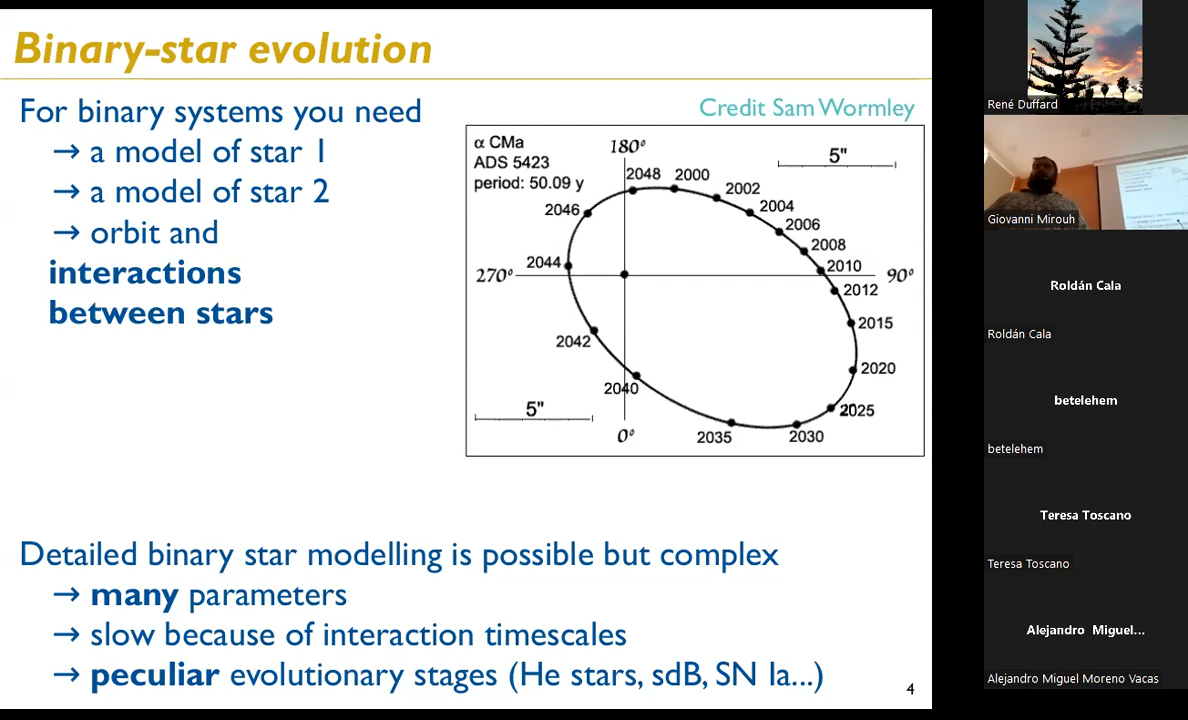 Binary-star evolution
For binary systems you need
→ a model of star 1
→ a model of star 2
→ orbit and
interactions
between stars
Credit Sam Wormley
α CMa
ADS 5423
period: 50.09 y
180°
5"
2048
2000
2002
2004
2006
2008
2010
90°
2012
2015
2020
2025
2030
2035
0°
5"
2040
2042
270°
2044
2046
Detailed binary star modelling is possible but complex
→ many parameters
→ slow because of interaction timescales
→ peculiar evolutionary stages (He stars, sdB, SN Ia...)
4
René Duffard
Giovanni Mirouh
Roldán Cala
Roldán Cala
betelehem
betelehem
Teresa Toscano
Teresa Toscano
Alejandro Miguel...
Alejandro Miguel Moreno Vacas